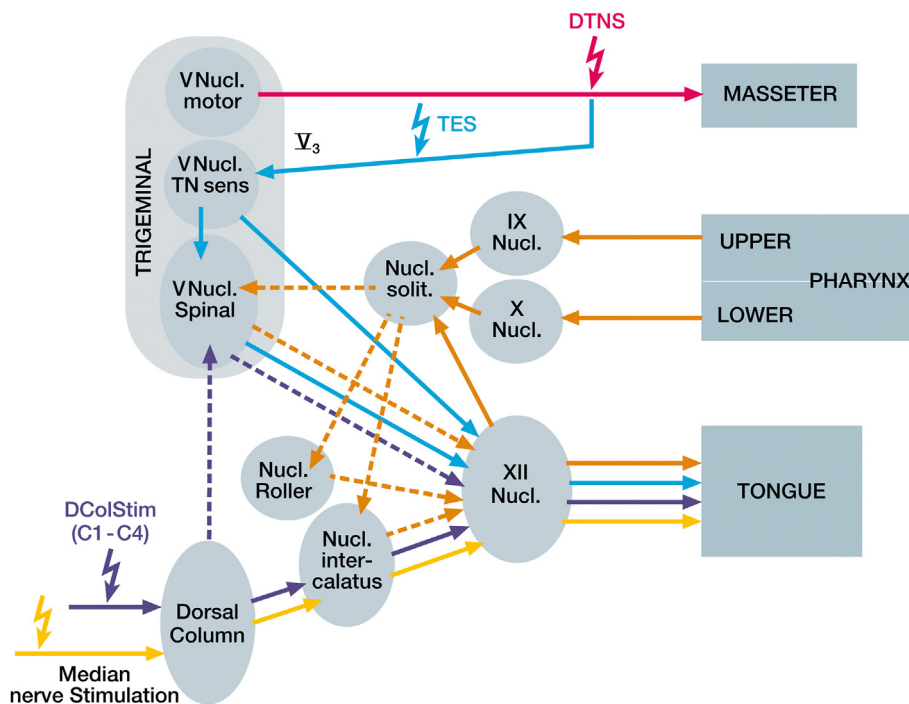 DTNS
V Nucl.
motor
MASSETER
TES
V₃
V Nucl.
TN sens
TRIGEMINAL
IX
Nucl.
UPPER
Nucl.
solit.
PHARYNX
V Nucl.
Spinal
X
Nucl.
LOWER
Nucl.
Roller
XII
Nucl.
TONGUE
DColStim
(C1 - C4)
Nucl.
inter-
calatus
Dorsal
Column
Median
nerve Stimulation